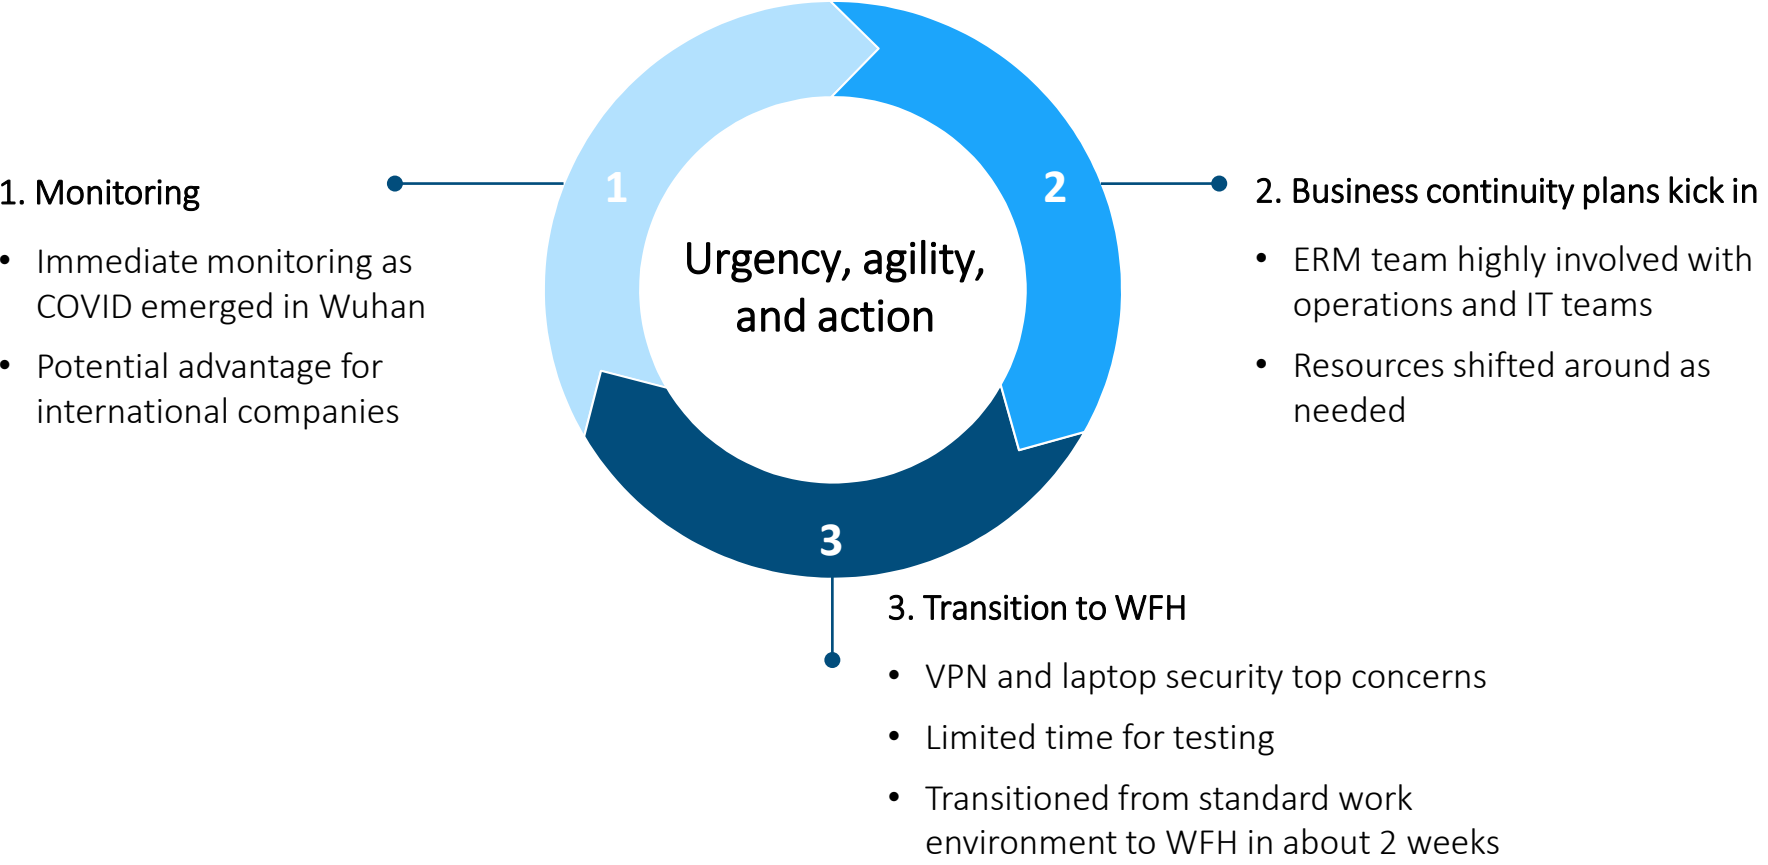 1
2
3
Urgency, agility,
and action
1. Monitoring
• Immediate monitoring as
COVID emerged in Wuhan
• Potential advantage for
international companies
2. Business continuity plans kick in
• ERM team highly involved with
operations and IT teams
• Resources shifted around as
needed
3. Transition to WFH
• VPN and laptop security top concerns
• Limited time for testing
• Transitioned from standard work
environment to WFH in about 2 weeks